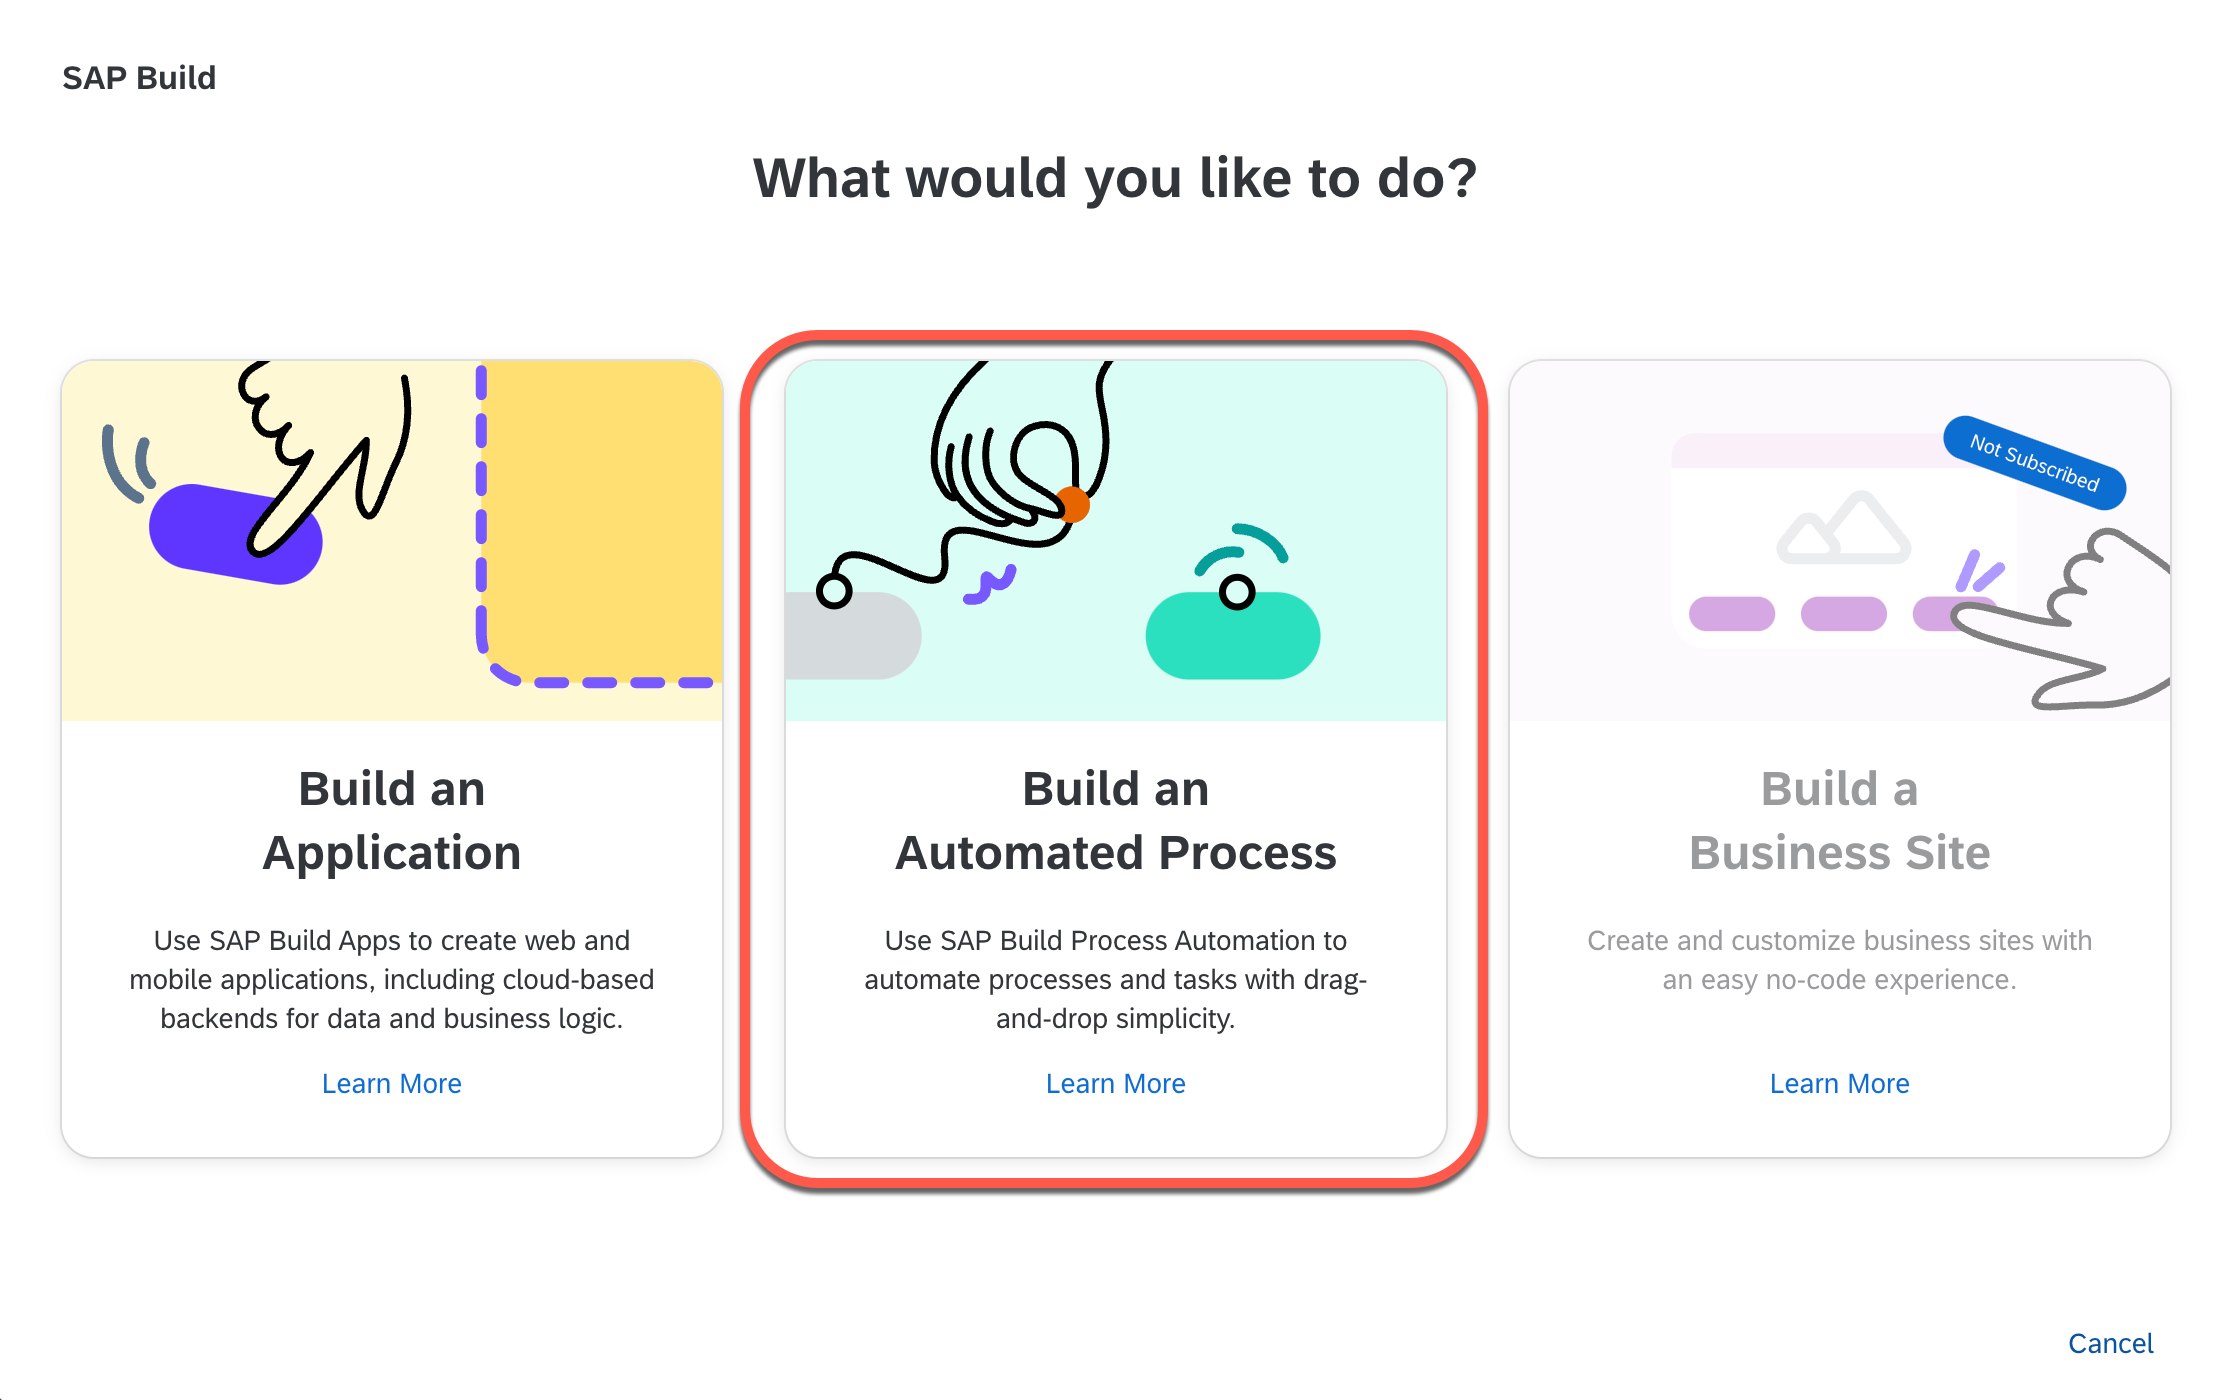 SAP Build
What would you like to do?
Build an
Application
Use SAP Build Apps to create web and
mobile applications, including cloud-based
backends for data and business logic.
Learn More
Build an
Automated Process
Use SAP Build Process Automation to
automate processes and tasks with drag-
and-drop simplicity.
Learn More
Not Subscribed
Build a
Business Site
Create and customize business sites with
an easy no-code experience.
Learn More
Cancel